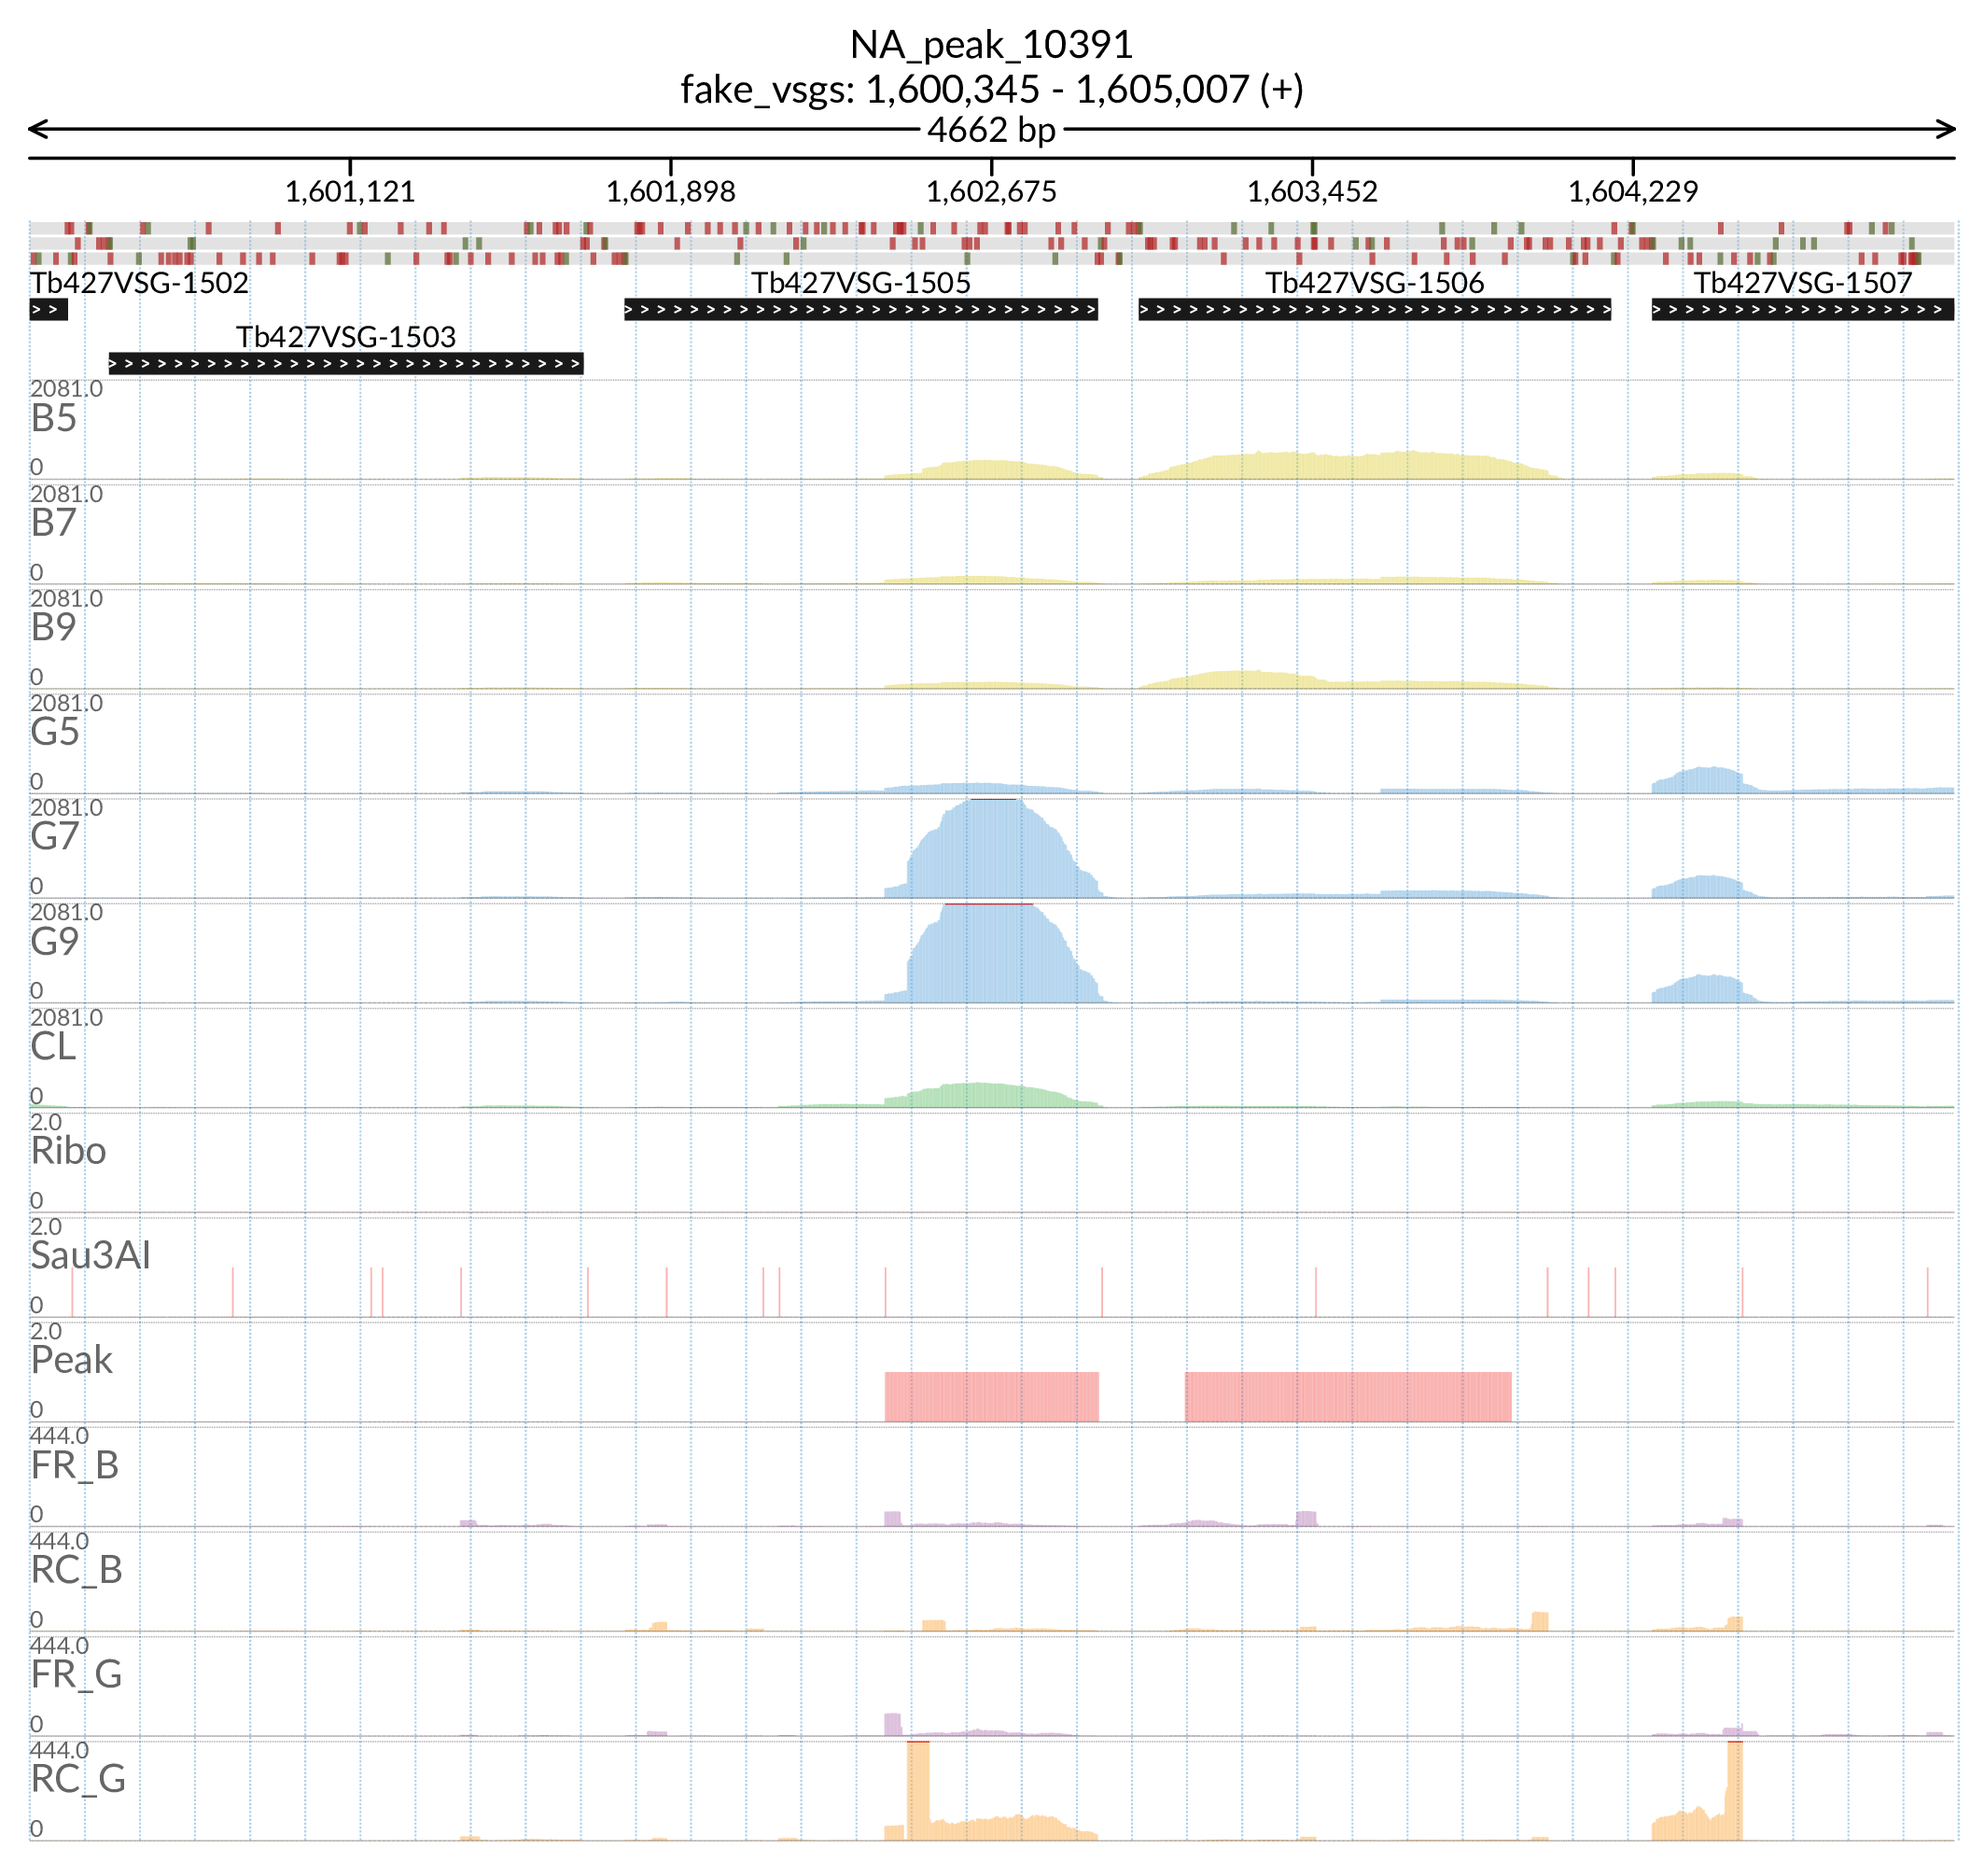 NA_peak_10391
fake_vsgs: 1,600,345 - 1,605,007 (+)
4662 bp
1,601,121 1,601,898 1,602,675 1,603,452 1,604,229
Tb427VSG-1502 Tb427VSG-1505 Tb427VSG-1506 Tb427VSG-1507
Tb427VSG-1503
2081.0
B5
0
2081.0
B7
0
2081.0
B9
0
2081.0
G5
0
2081.0
G7
0
2081.0
G9
0
2081.0
CL
0
2.0
Ribo
0
2.0
Sau3AI
0
2.0
Peak
0
444.0
FR_B
0
444.0
RC_B
0
444.0
FR_G
0
444.0
RC_G
0